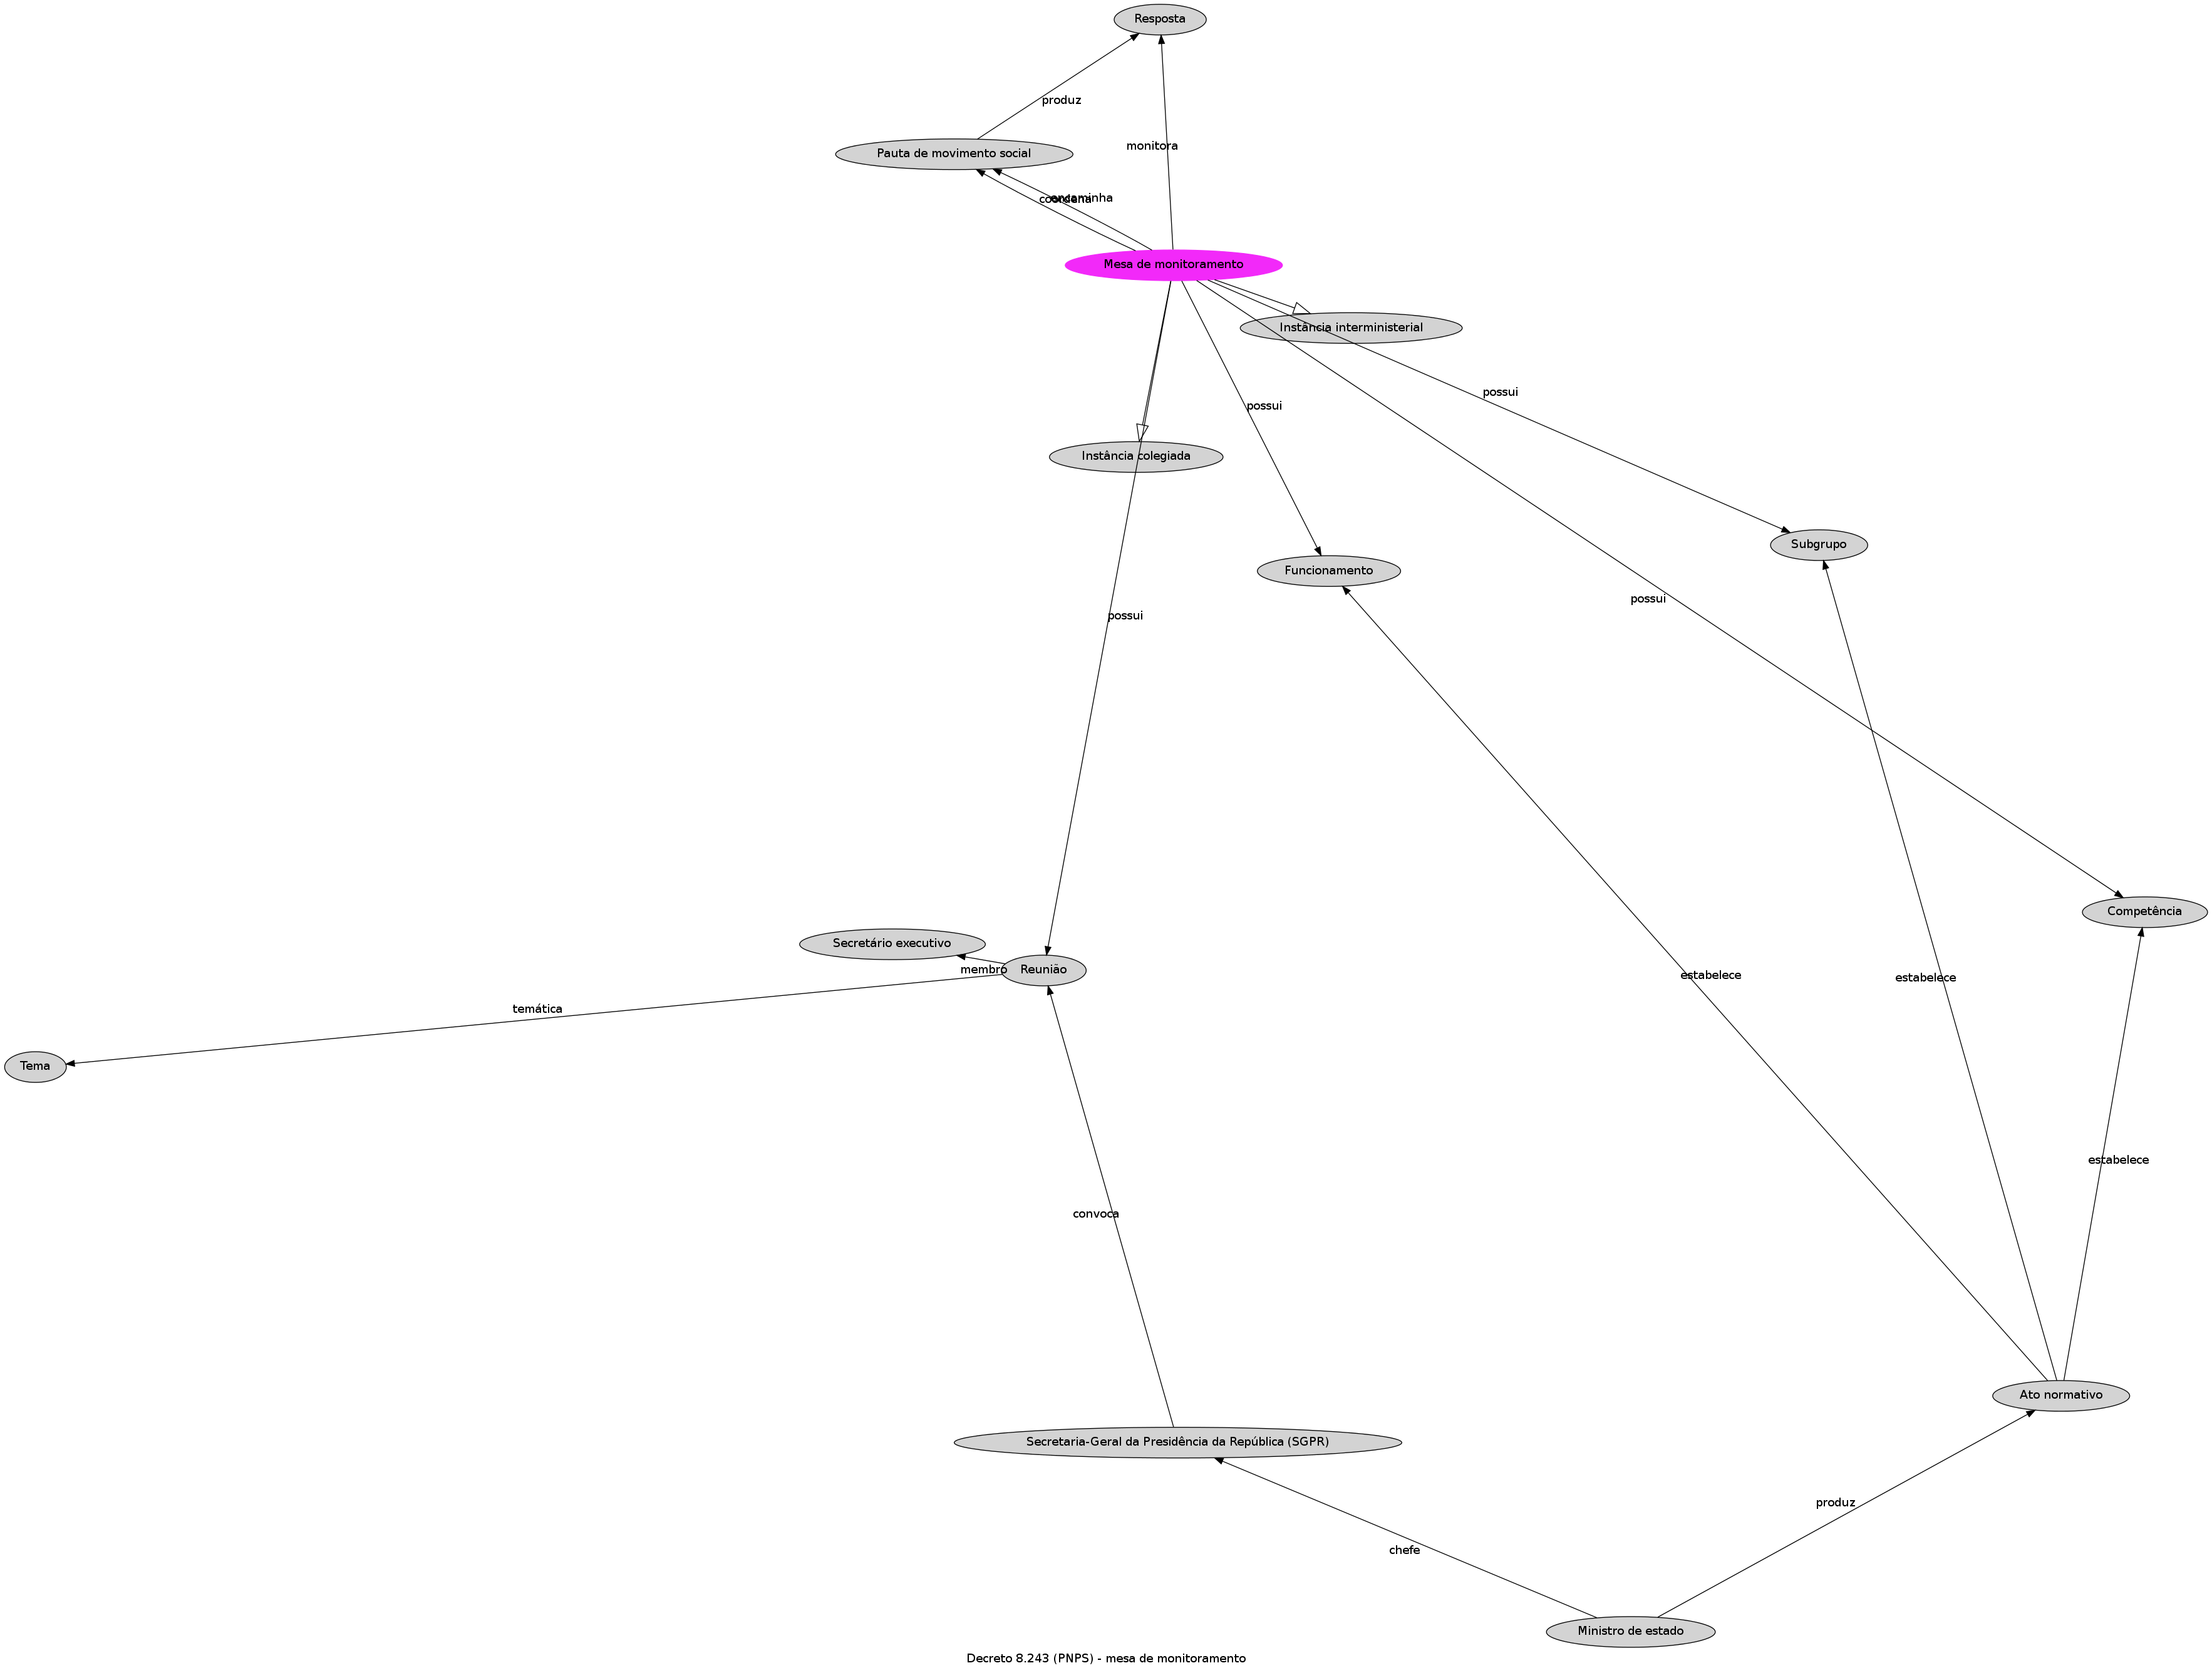 Resposta
produz
monitora
Pauta de movimento social
coordena
encaminha
Mesa de monitoramento
Instância interministerial
possui
possui
Instância colegiada
Subgrupo
Funcionamento
possui
possui
Competência
Secretário executivo
membro
Reunião
estabelece
estabelece
temática
Tema
estabelece
convoca
Ato normativo
Secretaria-Geral da Presidência da República (SGPR)
produz
chefe
Ministro de estado
Decreto 8.243 (PNPS) - mesa de monitoramento